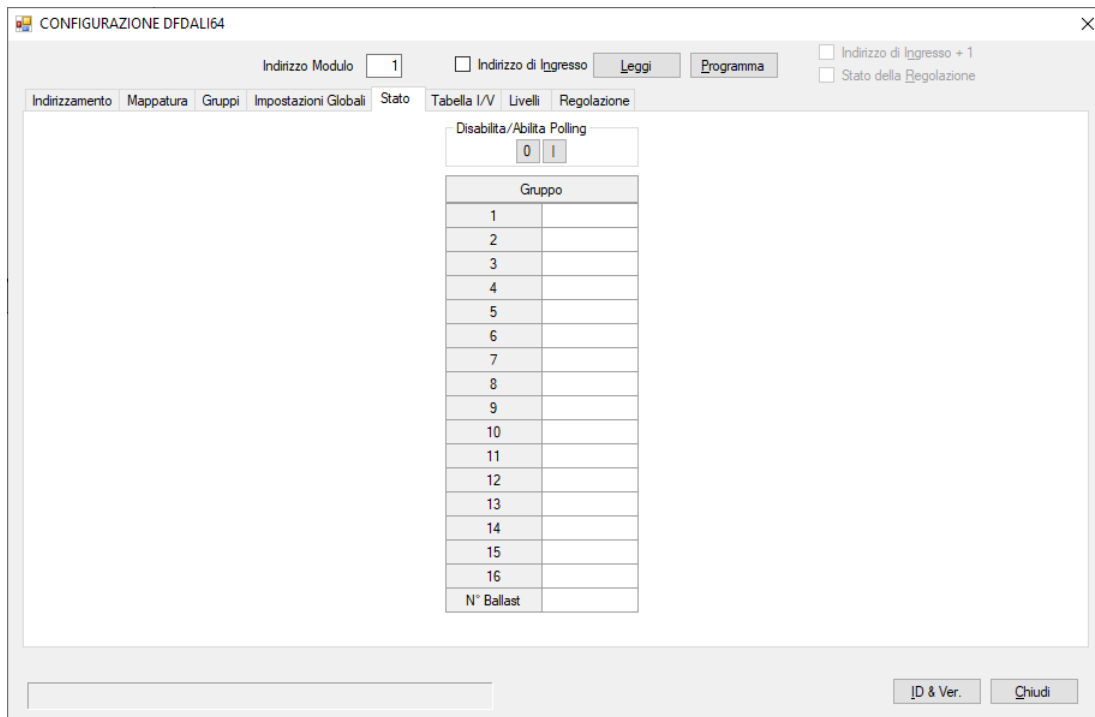 CONFIGURAZIONE DFDALI64
Indirizzo Modulo 1 Indirizzo di Ingresso Leggi Programma Indirizzo di Ingresso + 1
Stato della Regolazione
Indirizzamento Mappatura Gruppi Impostazioni Globali Stato Tabella I/V Livelli Regolazione
Disabilita/Abilita Polling
0 I
Gruppo
1
2
3
4
5
6
7
8
9
10
11
12
13
14
15
16
N° Ballast
ID & Ver. Chiudi